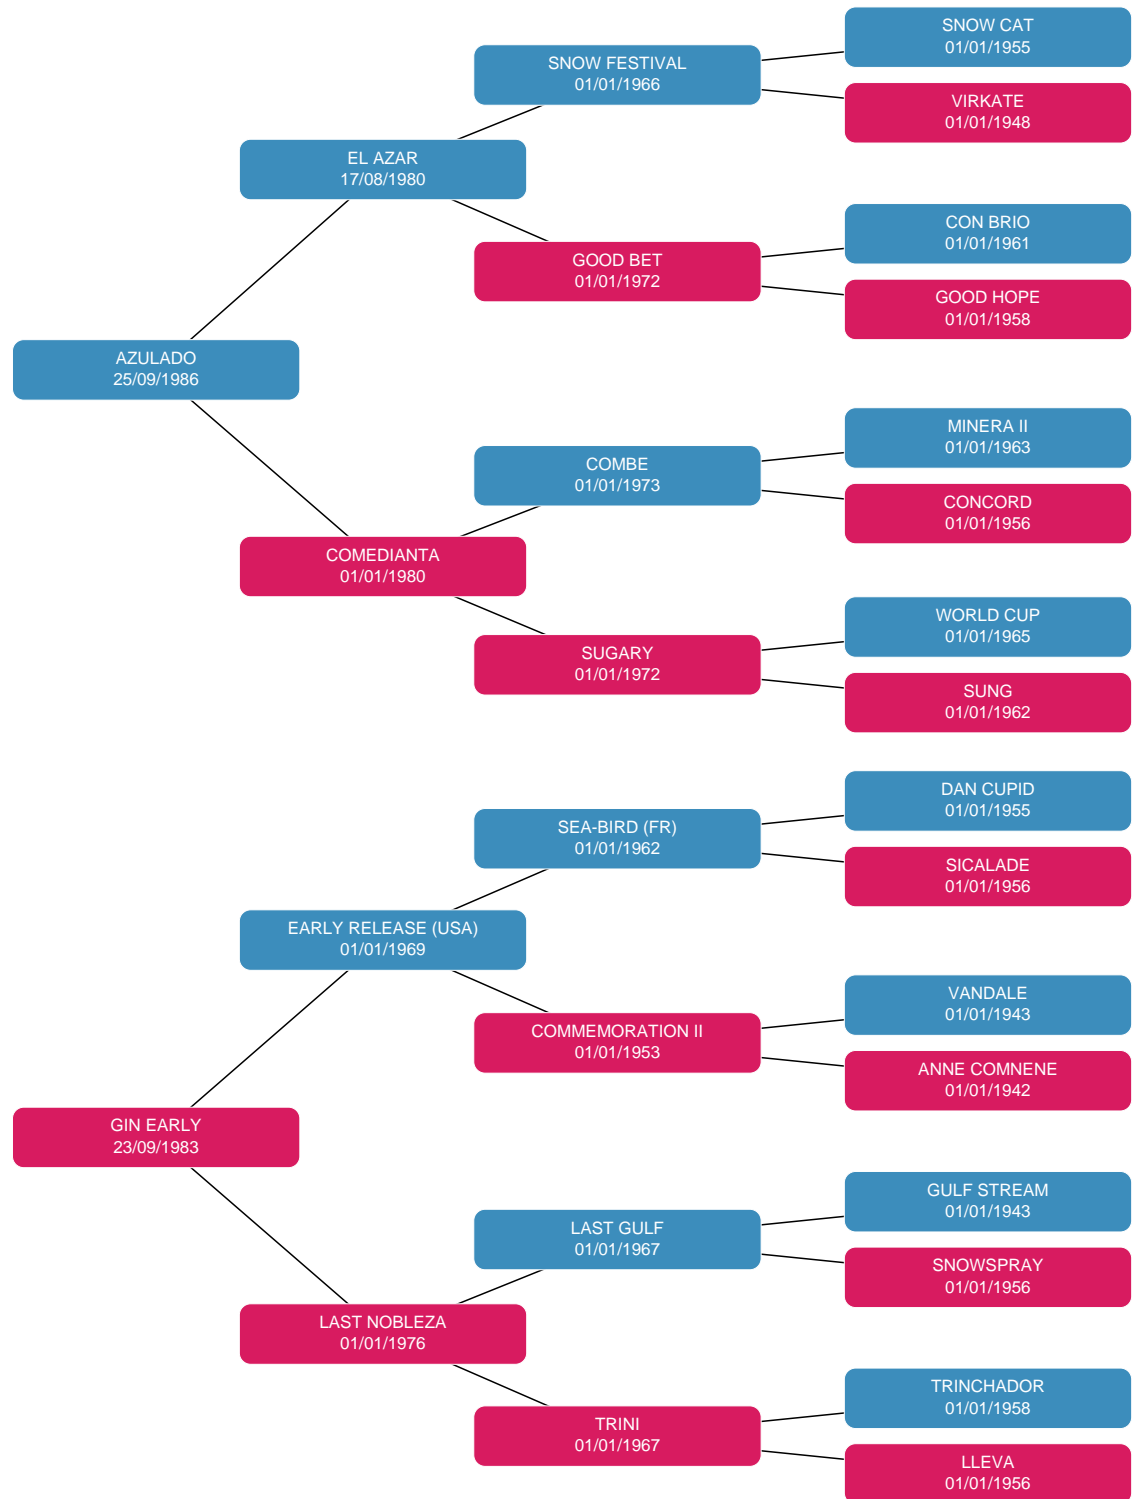 SNOW CAT
01/01/1955
SNOW FESTIVAL
01/01/1966
VIRKATE
01/01/1948
EL AZAR
17/08/1980
CON BRIO
01/01/1961
GOOD BET
01/01/1972
GOOD HOPE
01/01/1958
AZULADO
25/09/1986
MINERA II
01/01/1963
COMBE
01/01/1973
CONCORD
01/01/1956
COMEDIANTA
01/01/1980
WORLD CUP
01/01/1965
SUGARY
01/01/1972
SUNG
01/01/1962
DAN CUPID
01/01/1955
SEA-BIRD (FR)
01/01/1962
SICALADE
01/01/1956
EARLY RELEASE (USA)
01/01/1969
VANDALE
01/01/1943
COMMEMORATION II
01/01/1953
ANNE COMNENE
01/01/1942
GIN EARLY
23/09/1983
GULF STREAM
01/01/1943
LAST GULF
01/01/1967
SNOWSPRAY
01/01/1956
LAST NOBLEZA
01/01/1976
TRINCHADOR
01/01/1958
TRINI
01/01/1967
LLEVA
01/01/1956